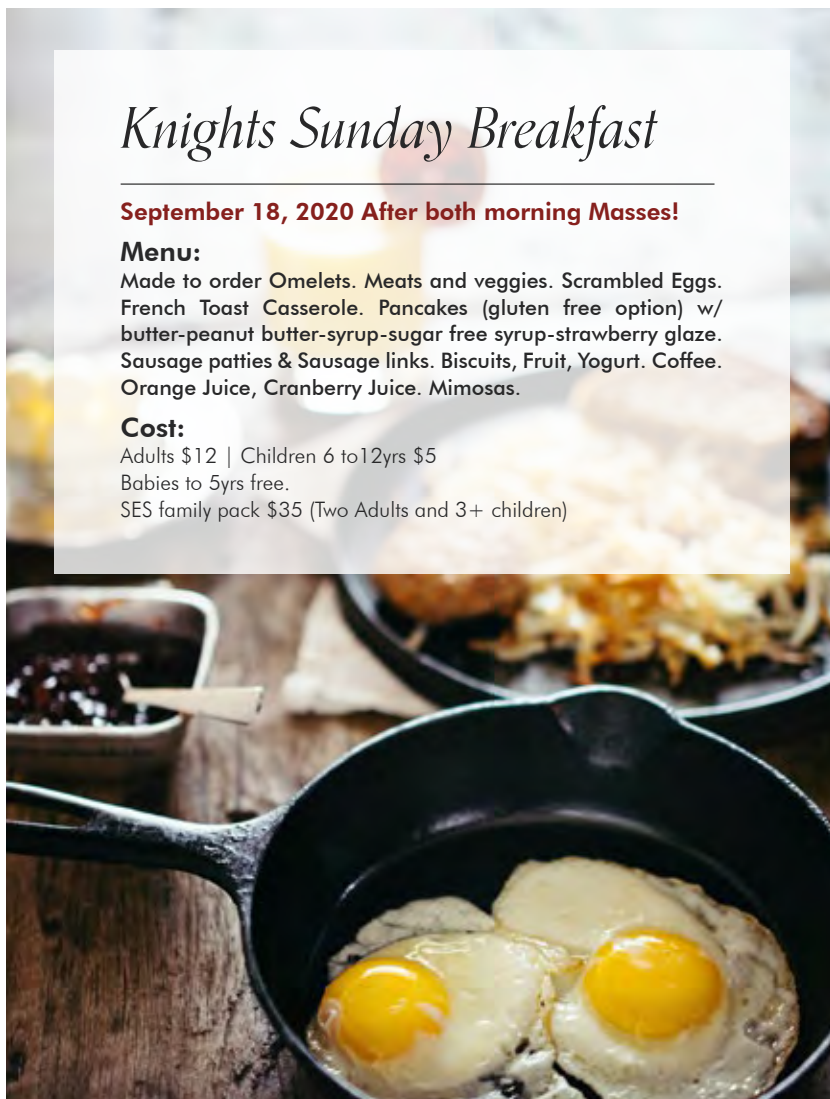 Knights Sunday Breakfast
September 18, 2020 After both morning Masses!
Menu:
Made to order Omelets. Meats and veggies. Scrambled Eggs.
French Toast Casserole. Pancakes (gluten free option) w/
butter-peanut butter-syrup-sugar free syrup-strawberry glaze.
Sausage patties & Sausage links. Biscuits, Fruit, Yogurt. Coffee.
Orange Juice, Cranberry Juice. Mimosas.
Cost:
Adults $12 | Children 6 to12yrs $5
Babies to 5yrs free.
SES family pack $35 (Two Adults and 3+ children)